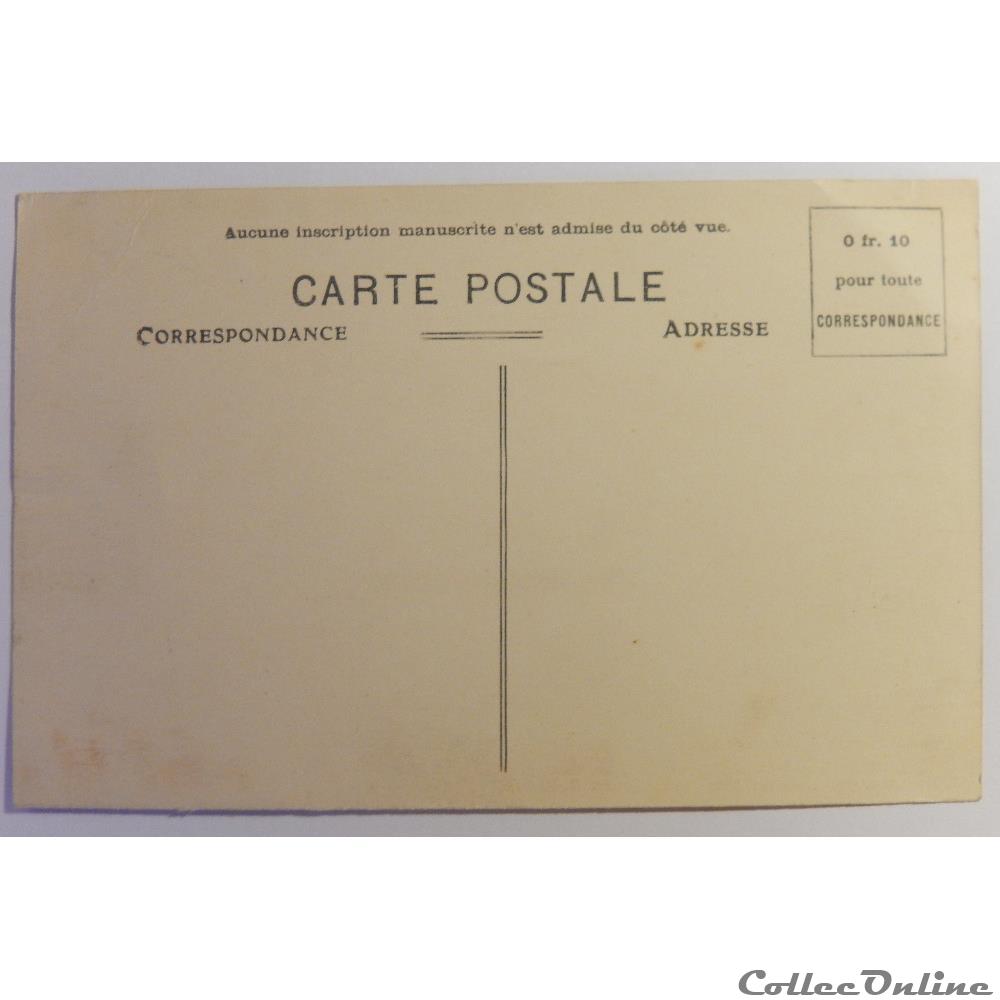 Aucune inscription manuscrite n'est admise du côté vue.
CARTE POSTALE
CORRESPONDANCE
ADRESSE
0 fr. 10
pour toute
CORRESPONDANCE
CollecOnline